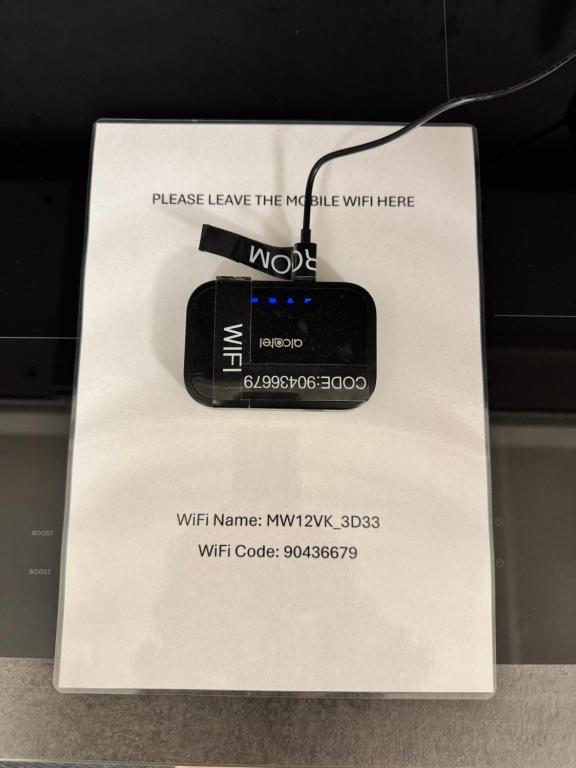 PLEASE LEAVE THE MOBILE WIFI HERE
ROOM
WIFI
alcatel
CODE:90436679
WiFi Name: MW12VK_3D33
WiFi Code: 90436679
BOOST
BOOST